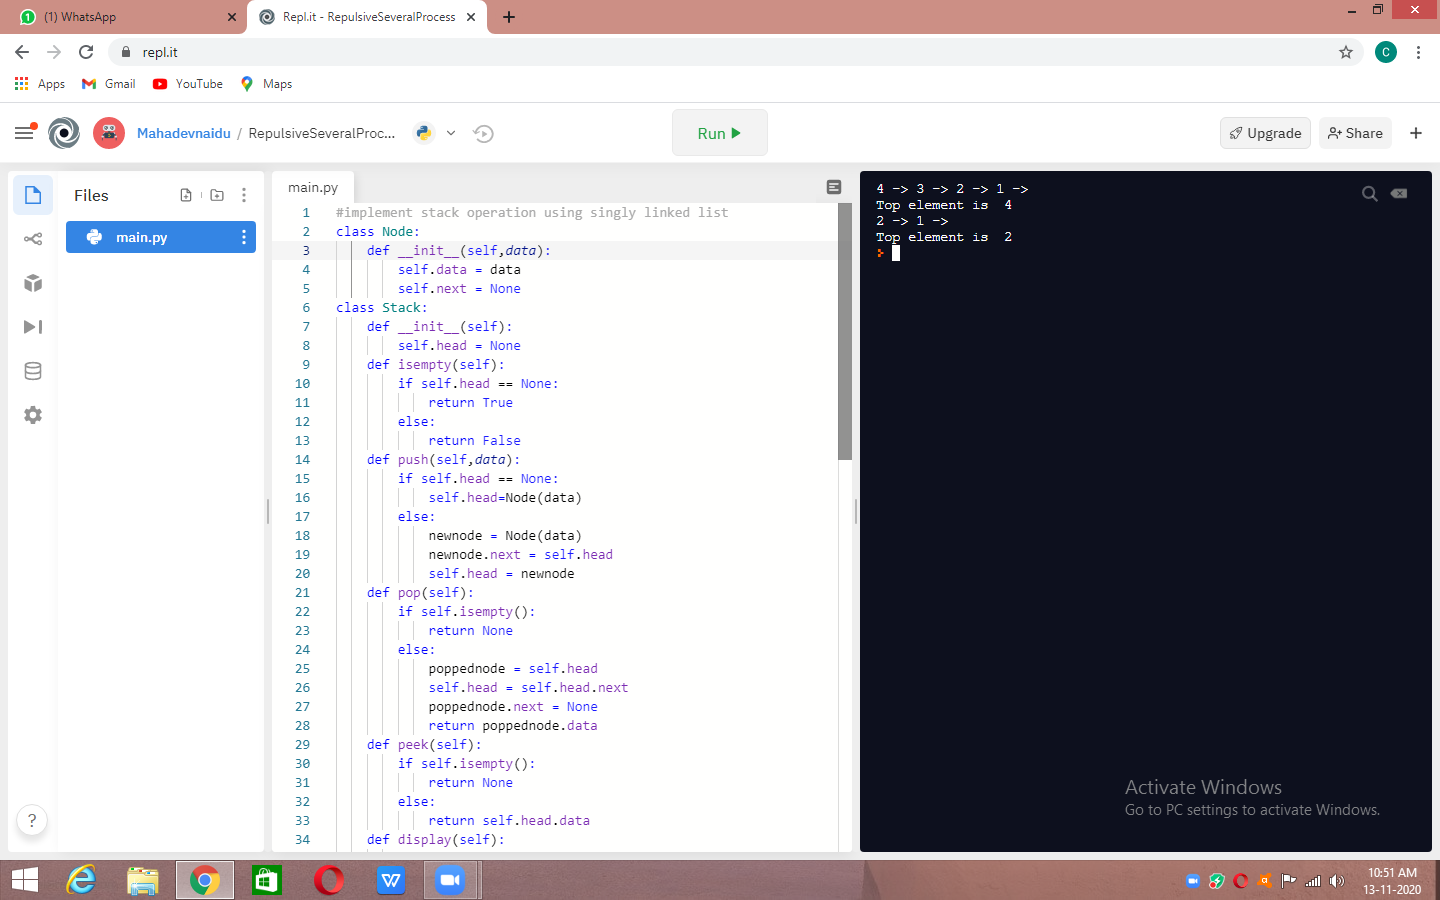 (1) WhatsApp
Repl.it - RepulsiveSeveralProcess
repl.it
C
Apps Gmail YouTube Maps
Mahadevnaidu / RepulsiveSeveralProc...
Run
Upgrade
Share
Files
main.py
main.py
1 #implement stack operation using singly linked list
2 class Node:
3 def __init__(self,data):
4 self.data = data
5 self.next = None
6 class Stack:
7 def __init__(self):
8 self.head = None
9 def isempty(self):
10 if self.head == None:
11 return True
12 else:
13 return False
14 def push(self,data):
15 if self.head == None:
16 self.head=Node(data)
17 else:
18 newnode = Node(data)
19 newnode.next = self.head
20 self.head = newnode
21 def pop(self):
22 if self.isempty():
23 return None
24 else:
25 poppednode = self.head
26 self.head = self.head.next
27 poppednode.next = None
28 return poppednode.data
29 def peek(self):
30 if self.isempty():
31 return None
32 else:
33 return self.head.data
34 def display(self):
4 -> 3 -> 2 -> 1 ->
Top element is  4
2 -> 1 ->
Top element is  2
Activate Windows
Go to PC settings to activate Windows.
?
10:51 AM
13-11-2020